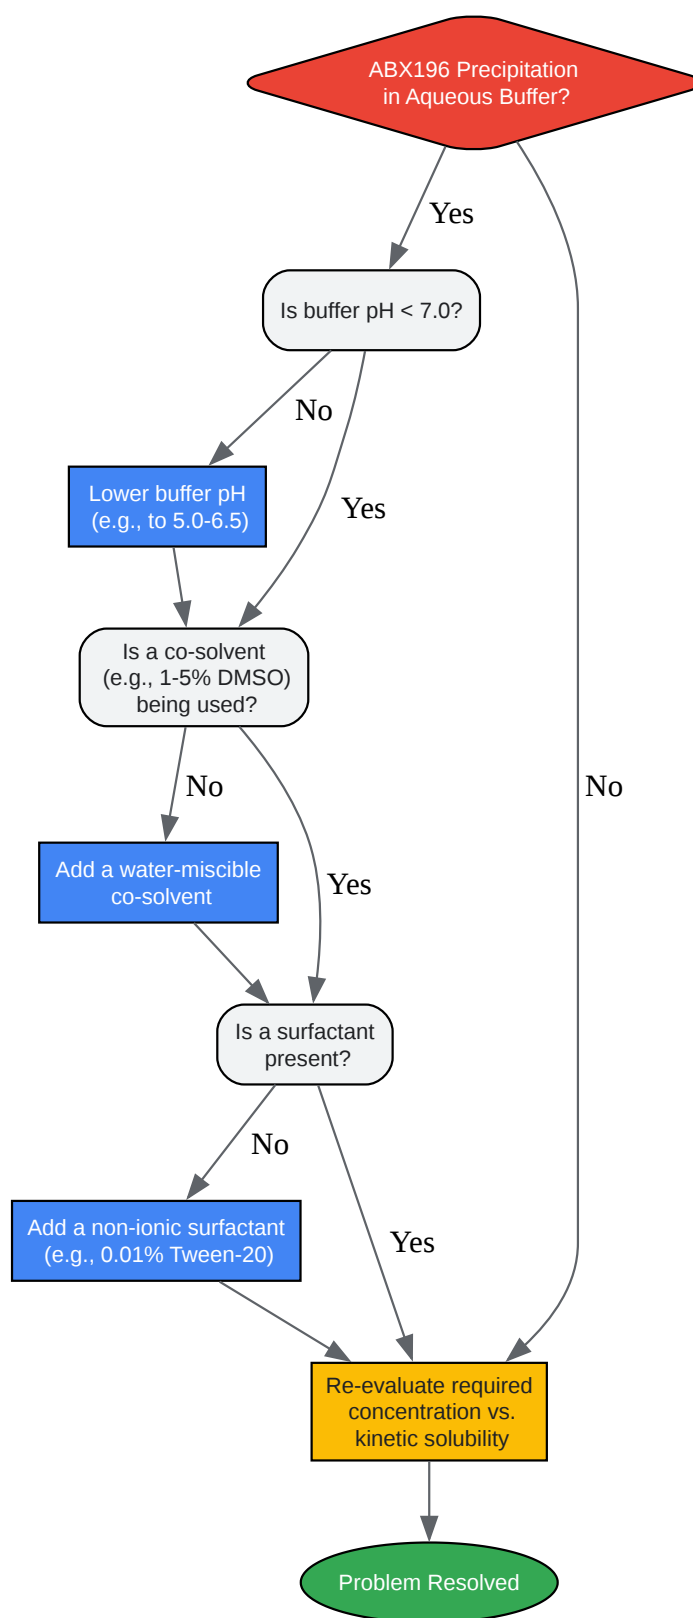 ABX196 Precipitation
in Aqueous Buffer?
Yes
Is buffer pH < 7.0?
No
Lower buffer pH
(e.g., to 5.0-6.5)
Yes
Is a co-solvent
(e.g., 1-5% DMSO)
being used?
No
No
Add a water-miscible
co-solvent
Yes
Is a surfactant
present?
No
Add a non-ionic surfactant
(e.g., 0.01% Tween-20)
Yes
Re-evaluate required
concentration vs.
kinetic solubility
Problem Resolved